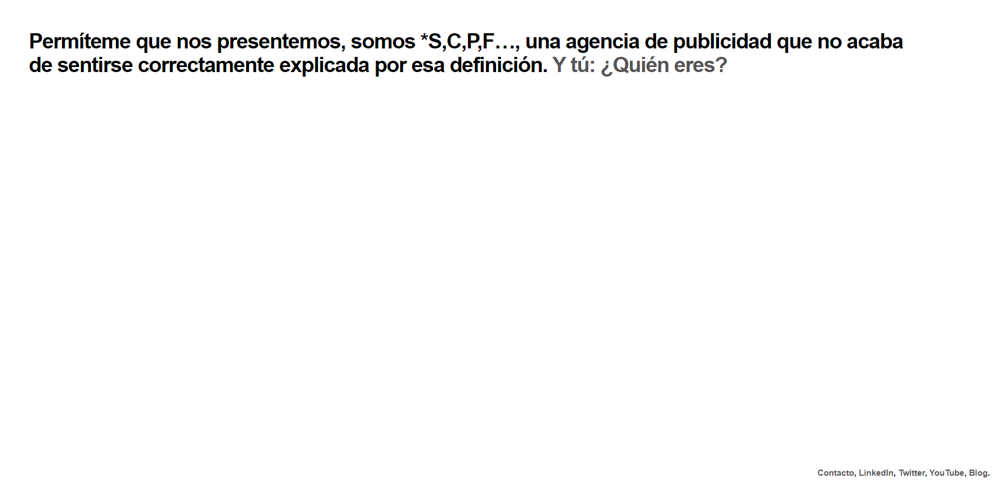 Permíteme que nos presentemos, somos *S,C,P,F…, una agencia de publicidad que no acaba
de sentirse correctamente explicada por esa definición. Y tú: ¿Quién eres?
Contacto, LinkedIn, Twitter, YouTube, Blog.